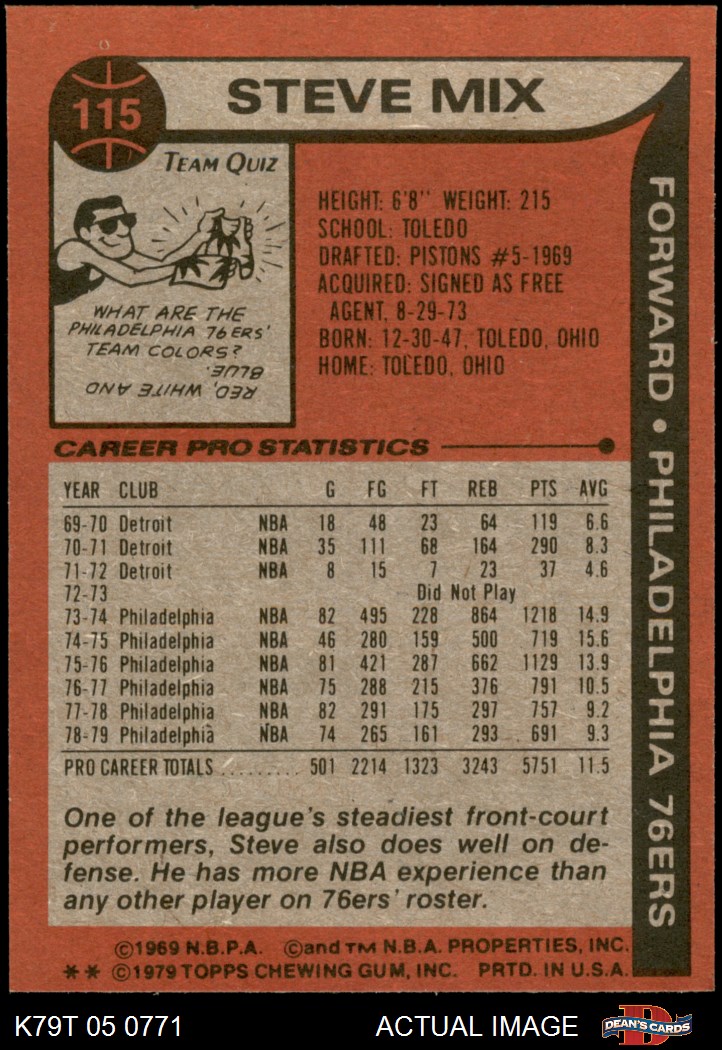 115
STEVE MIX
FORWARD • PHILADELPHIA 76ERS
TEAM QUIZ
WHAT ARE THE
PHILADELPHIA 76ERS'
TEAM COLORS?
RED, WHITE AND
BLUE.
HEIGHT: 6'8" WEIGHT: 215
SCHOOL: TOLEDO
DRAFTED: PISTONS #5-1969
ACQUIRED: SIGNED AS FREE
AGENT, 8-29-73
BORN: 12-30-47, TOLEDO, OHIO
HOME: TOLEDO, OHIO
CAREER PRO STATISTICS
YEAR CLUB G FG FT REB PTS AVG
69-70 Detroit NBA 18 48 23 64 119 6.6
70-71 Detroit NBA 35 111 68 164 290 8.3
71-72 Detroit NBA 8 15 7 23 37 4.6
72-73 Did Not Play
73-74 Philadelphia NBA 82 495 228 864 1218 14.9
74-75 Philadelphia NBA 46 280 159 500 719 15.6
75-76 Philadelphia NBA 81 421 287 662 1129 13.9
76-77 Philadelphia NBA 75 288 215 376 791 10.5
77-78 Philadelphia NBA 82 291 175 297 757 9.2
78-79 Philadelphia NBA 74 265 161 293 691 9.3
PRO CAREER TOTALS ......... 501 2214 1323 3243 5751 11.5
One of the league's steadiest front-court
performers, Steve also does well on de-
fense. He has more NBA experience than
any other player on 76ers' roster.
©1969 N.B.P.A. ©and TM N.B.A. PROPERTIES, INC.
** ©1979 TOPPS CHEWING GUM, INC. PRTD. IN U.S.A.
K79T 05 0771 ACTUAL IMAGE DEAN'S CARDS